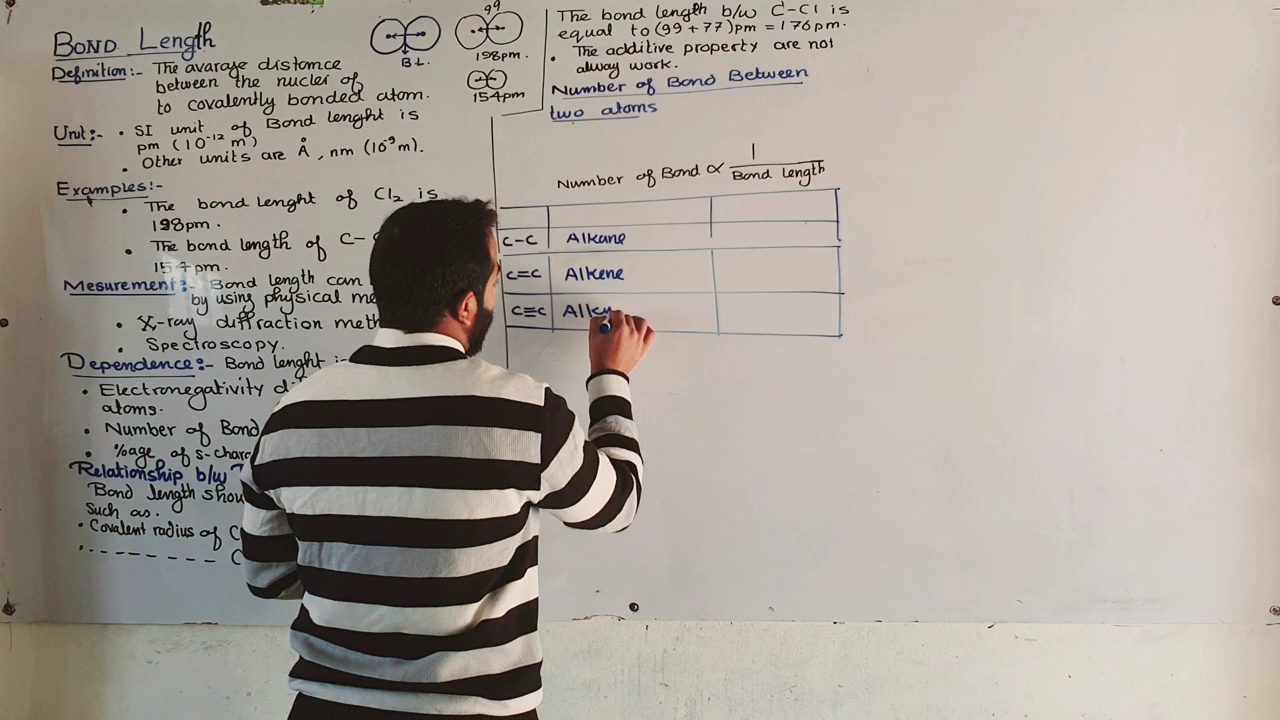 BOND Length
Definition:- The avarage distance
between the nuclei of
to covalently bonded atom.
B.L.
99
198pm.
154pm
Unit:- • SI unit of Bond lenght is
pm (10⁻¹² m)
• Other units are Å, nm (10⁻⁹ m).
Examples:-
• The bond lenght of Cl₂ is
198pm.
• The bond length of C-
154pm.
Mesurement:- Bond length can
by using physical me
• X-ray diffraction meth
• Spectroscopy.
Dependence:- Bond lenght i
• Electronegativity di
atoms.
• Number of Bond
• %age of s-chara
Relationship b/w
Bond length shou
Such as.
• Covalent radius of C
• - - - - - - - - C
The bond length b/w C-Cl is
equal to (99+77)pm = 176pm.
• The additive property are not
alway work.
Number of Bond Between
two atoms
Number of Bond ∝ 1/Bond length
C-C Alkane
C=C Alkene
C≡C Alky